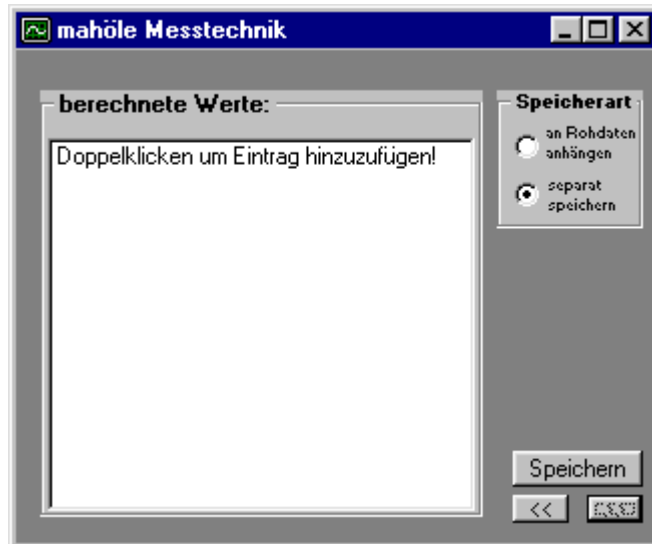 mahöle Messtechnik
berechnete Werte:
Doppelklicken um Eintrag hinzuzufügen!
Speicherart
an Rohdaten
anhängen
separat
speichern
Speichern
<<